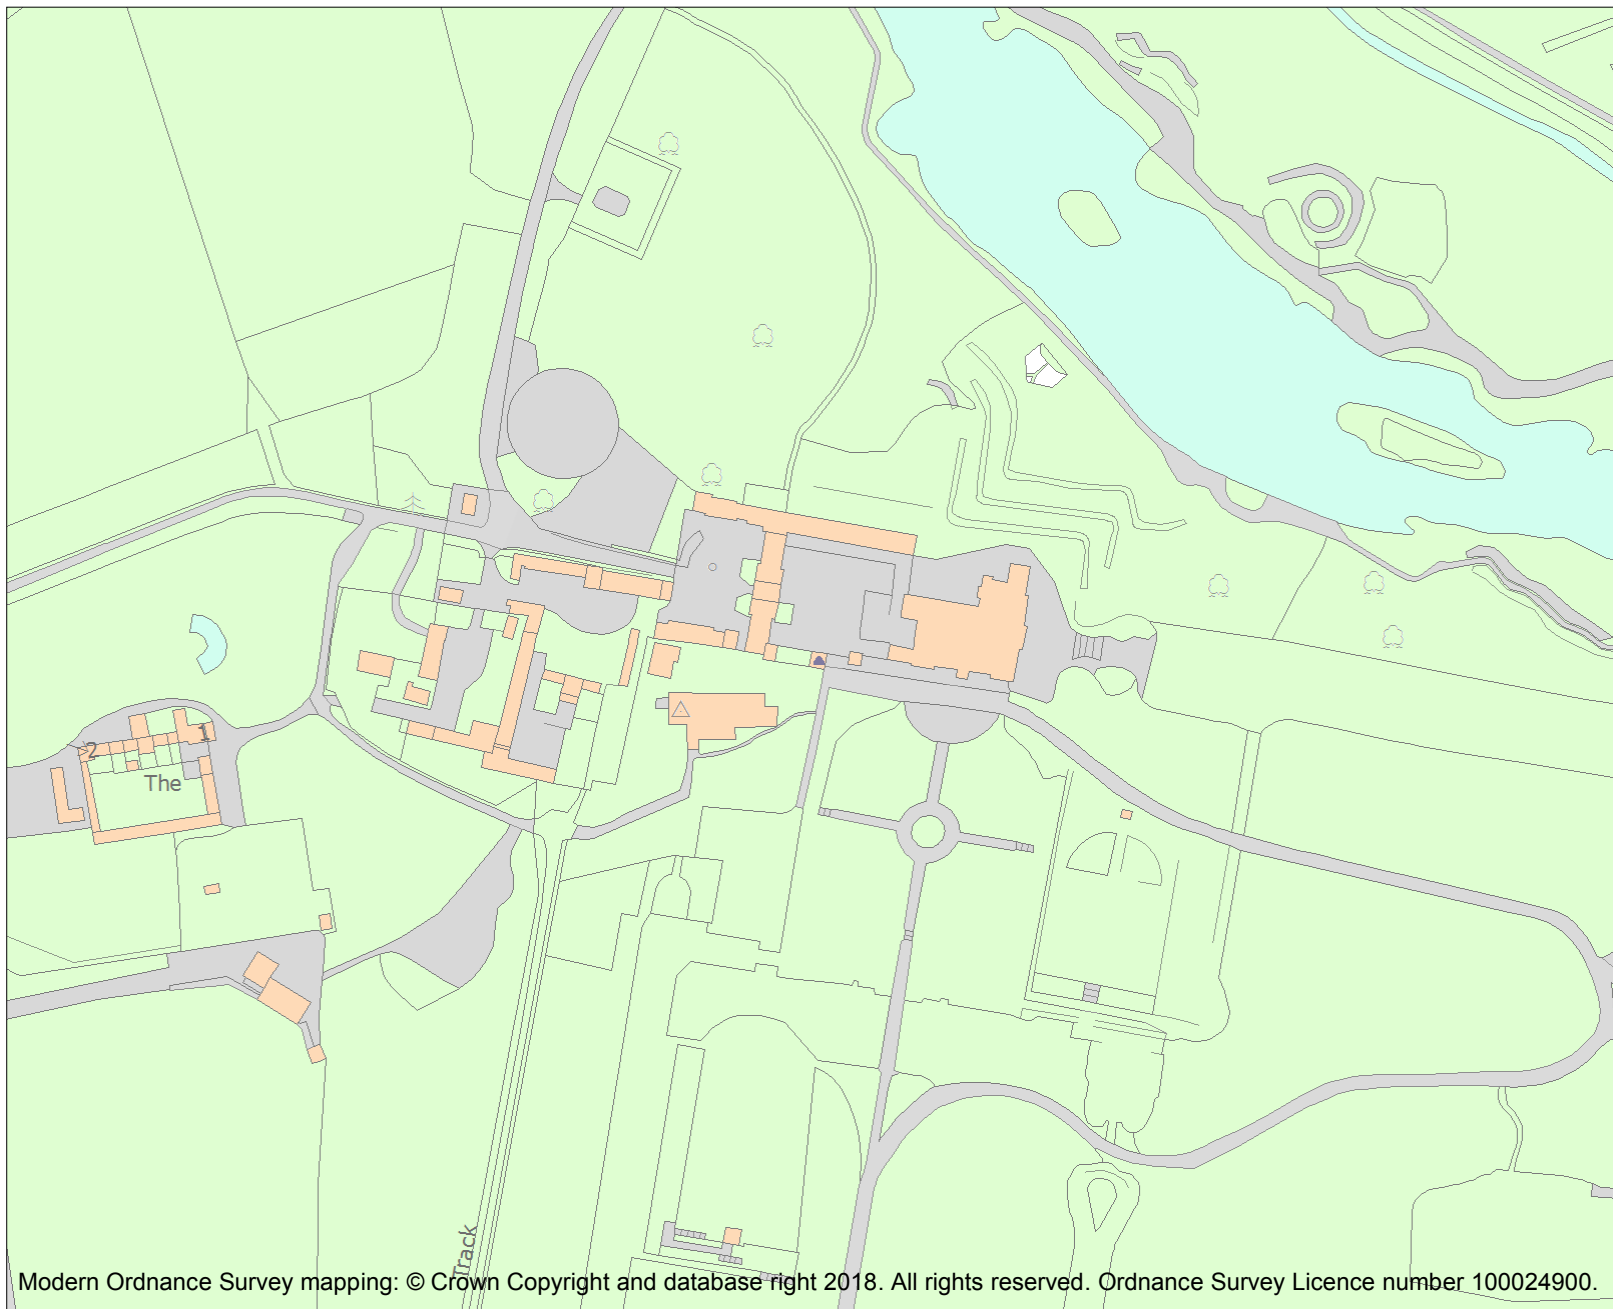 2
1
The
Track
Modern Ordnance Survey mapping: © Crown Copyright and database right 2018. All rights reserved. Ordnance Survey Licence number 100024900.